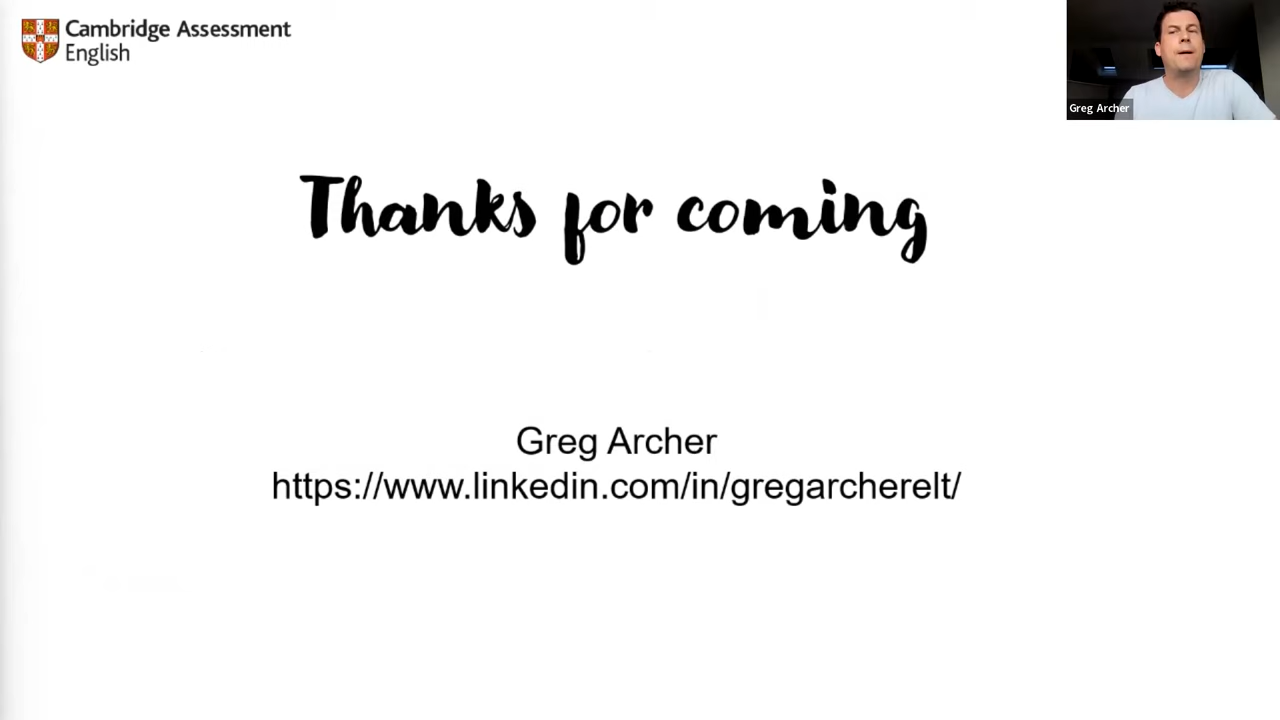 Cambridge Assessment
English
Greg Archer
Thanks for coming
Greg Archer
https://www.linkedin.com/in/gregarcherelt/